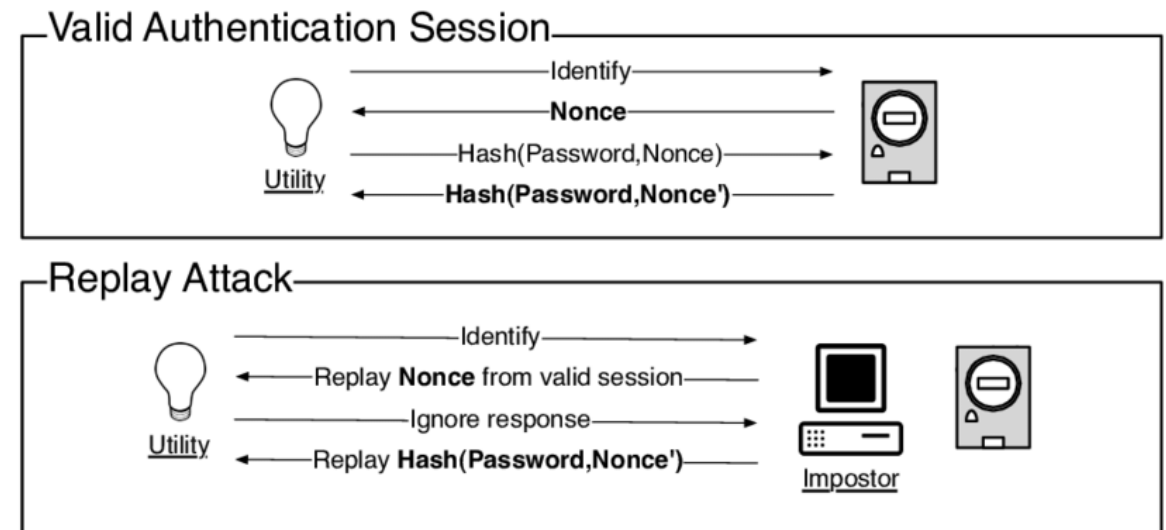 Valid Authentication Session
Identify
Nonce
Hash(Password,Nonce)
Utility
Hash(Password,Nonce')
Replay Attack
Identify
Replay Nonce from valid session
Ignore response
Utility
Replay Hash(Password,Nonce')
Impostor